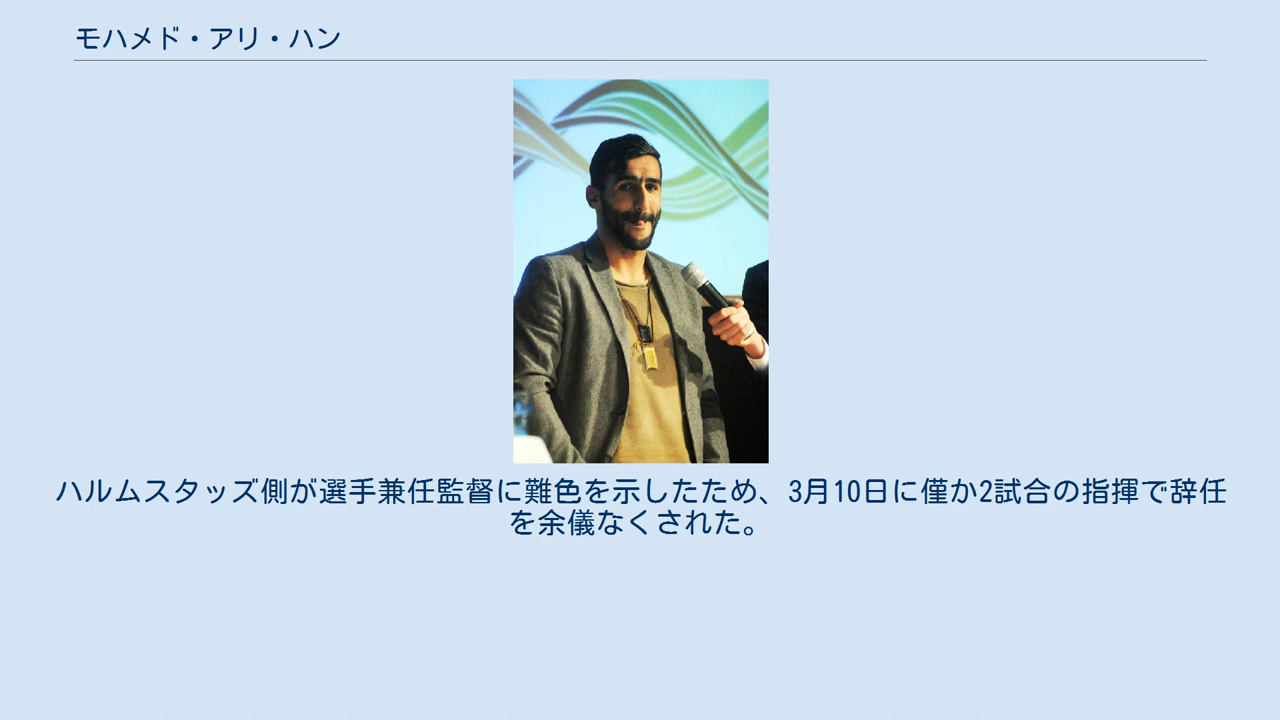 モハメド・アリ・ハン
ハルムスタッズ側が選手兼任監督に難色を示したため、3月10日に僅か2試合の指揮で辞任
を余儀なくされた。